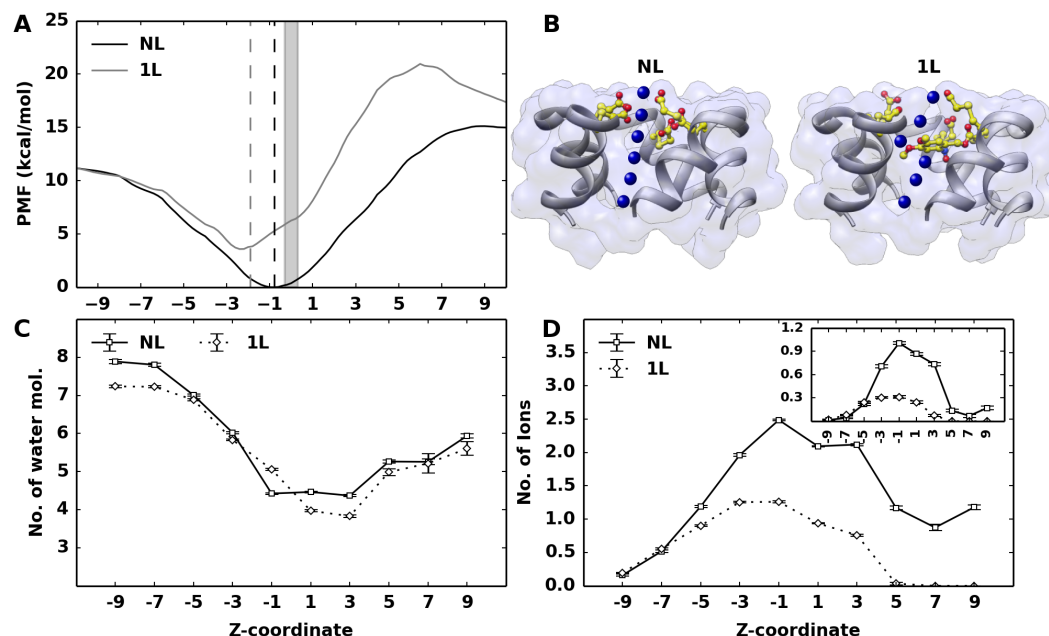 A
25
20
15
10
5
0
PMF (kcal/mol)
NL
1L
−9 −7 −5 −3 −1 1 3 5 7 9
B
NL
1L
C
NL 1L
8
7
6
5
4
3
No. of water mol.
-9 -7 -5 -3 -1 1 3 5 7 9
Z-coordinate
D
NL
1L
3.5
3.0
2.5
2.0
1.5
1.0
0.5
0.0
No. of Ions
1.2
0.9
0.6
0.3
-9 -7 -5 -3 -1 1 3 5 7 9
-9 -7 -5 -3 -1 1 3 5 7 9
Z-coordinate